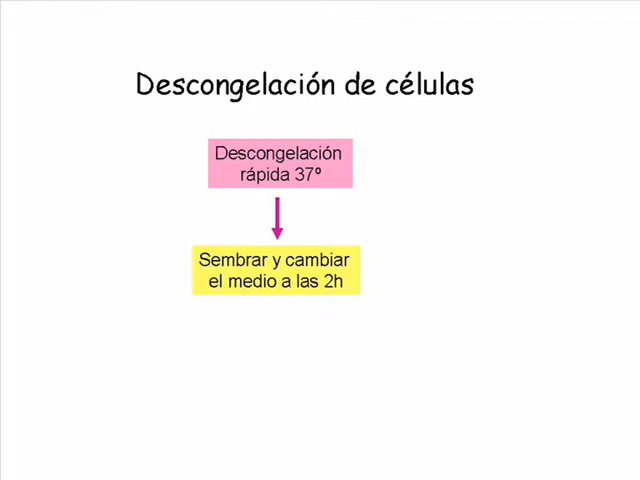 Descongelación de células
Descongelación
rápida 37º
Sembrar y cambiar
el medio a las 2h